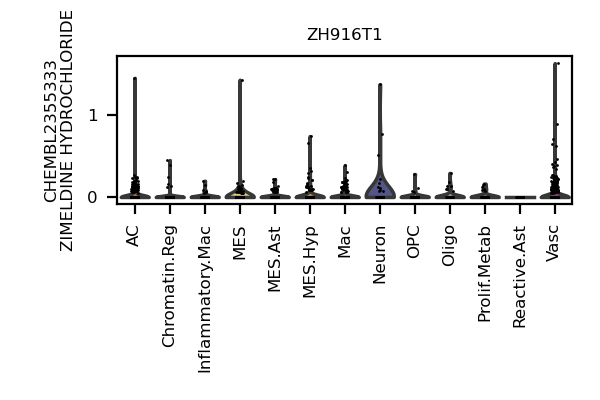 ZH916T1
CHEMBL2355333
ZIMELDINE HYDROCHLORIDE
1
0
AC
Chromatin.Reg
Inflammatory.Mac
MES
MES.Ast
MES.Hyp
Mac
Neuron
OPC
Oligo
Prolif.Metab
Reactive.Ast
Vasc